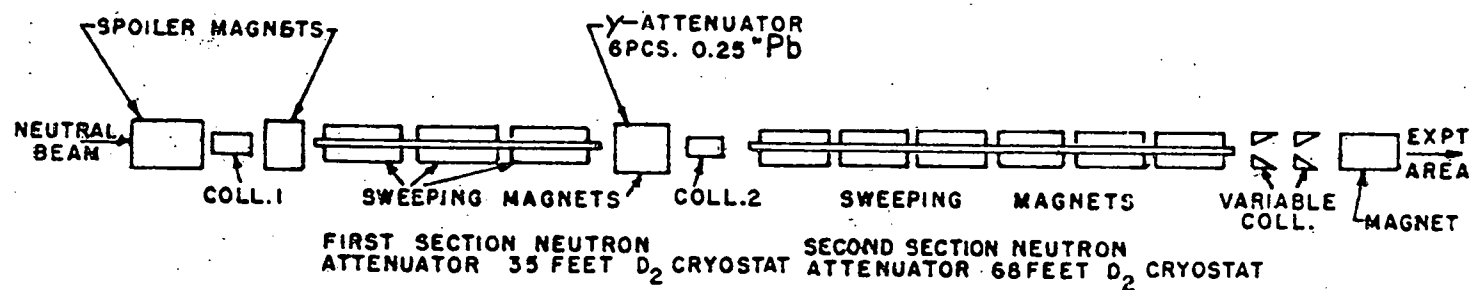 SPOILER MAGNETS
γ-ATTENUATOR
6PCS. 0.25" Pb
NEUTRAL
BEAM
EXPT
AREA
COLL.1
SWEEPING MAGNETS
COLL.2
SWEEPING MAGNETS
VARIABLE
COLL.
MAGNET
FIRST SECTION NEUTRON
ATTENUATOR 35 FEET D2 CRYOSTAT
SECOND SECTION NEUTRON
ATTENUATOR 68 FEET D2 CRYOSTAT